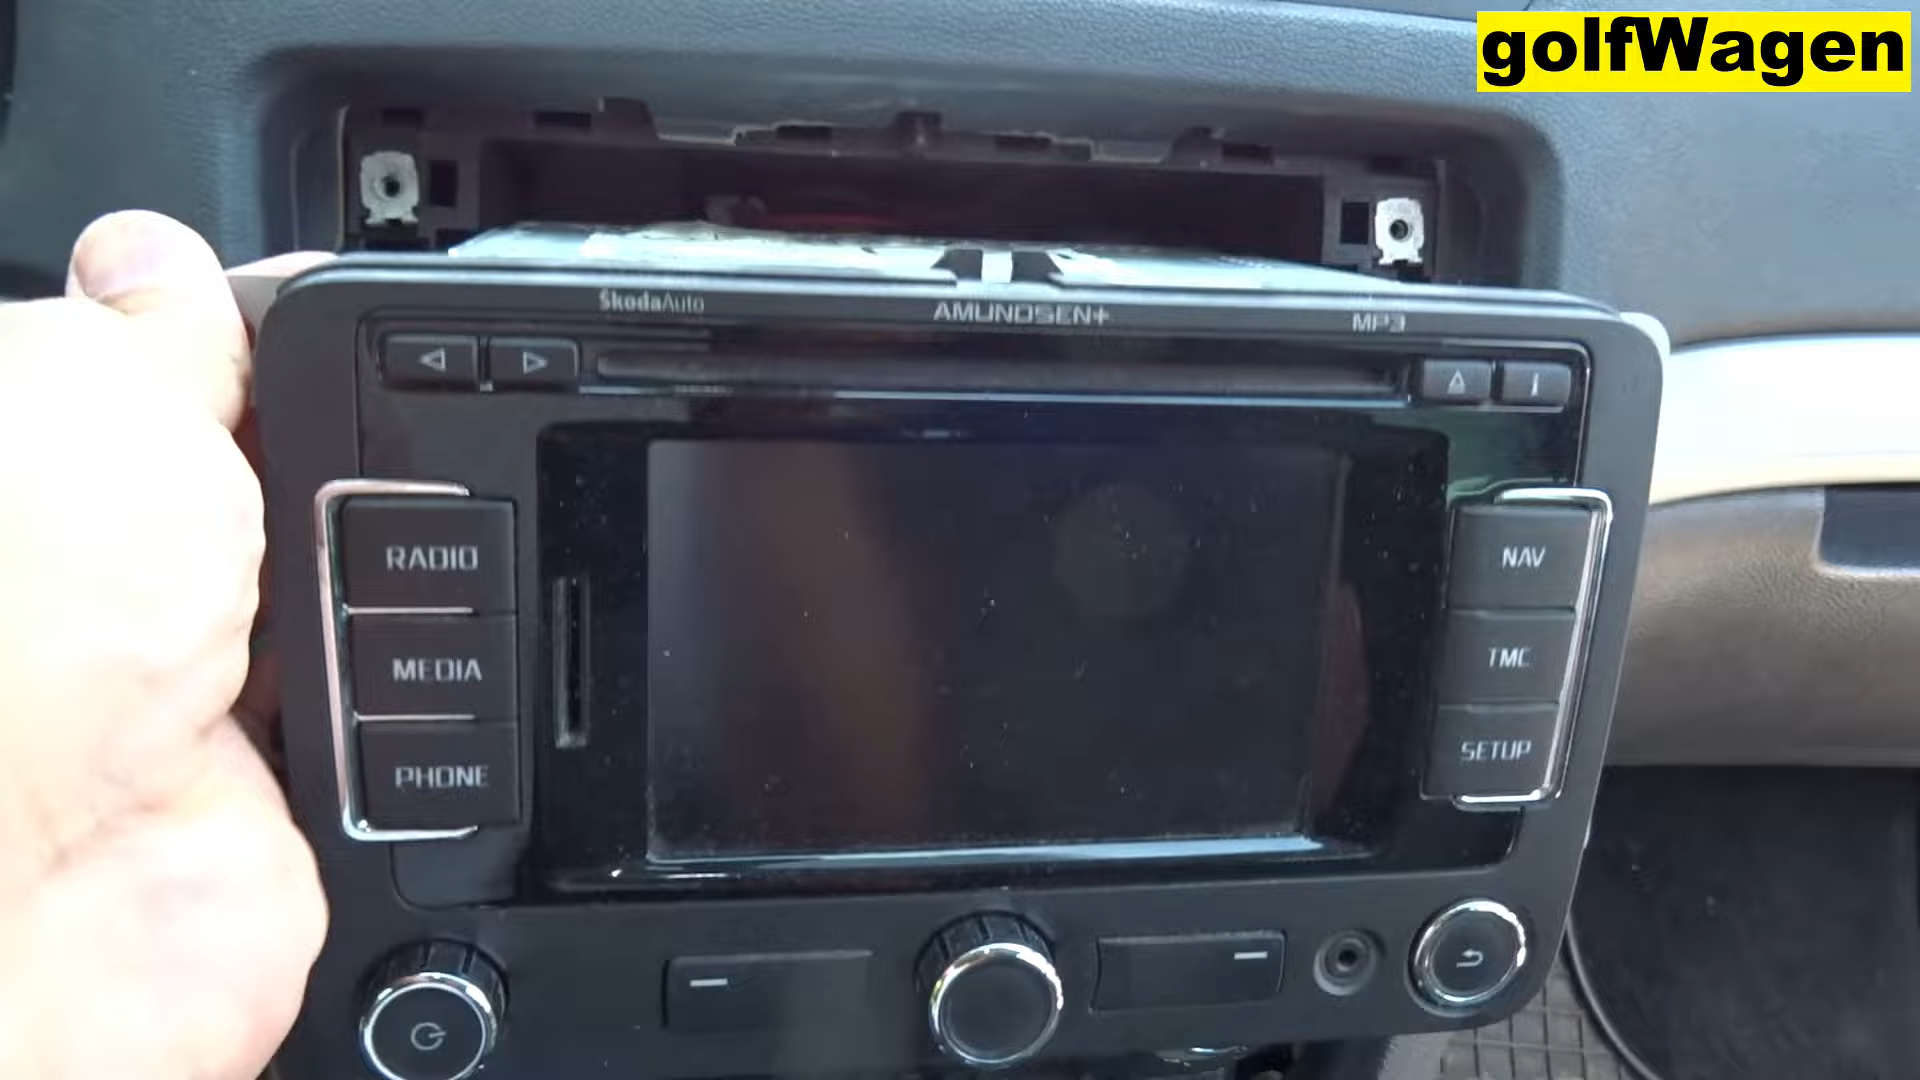 golfWagen
ŠkodaAuto
AMUNDSEN+
MP3
i
RADIO
MEDIA
PHONE
NAV
TMC
SETUP